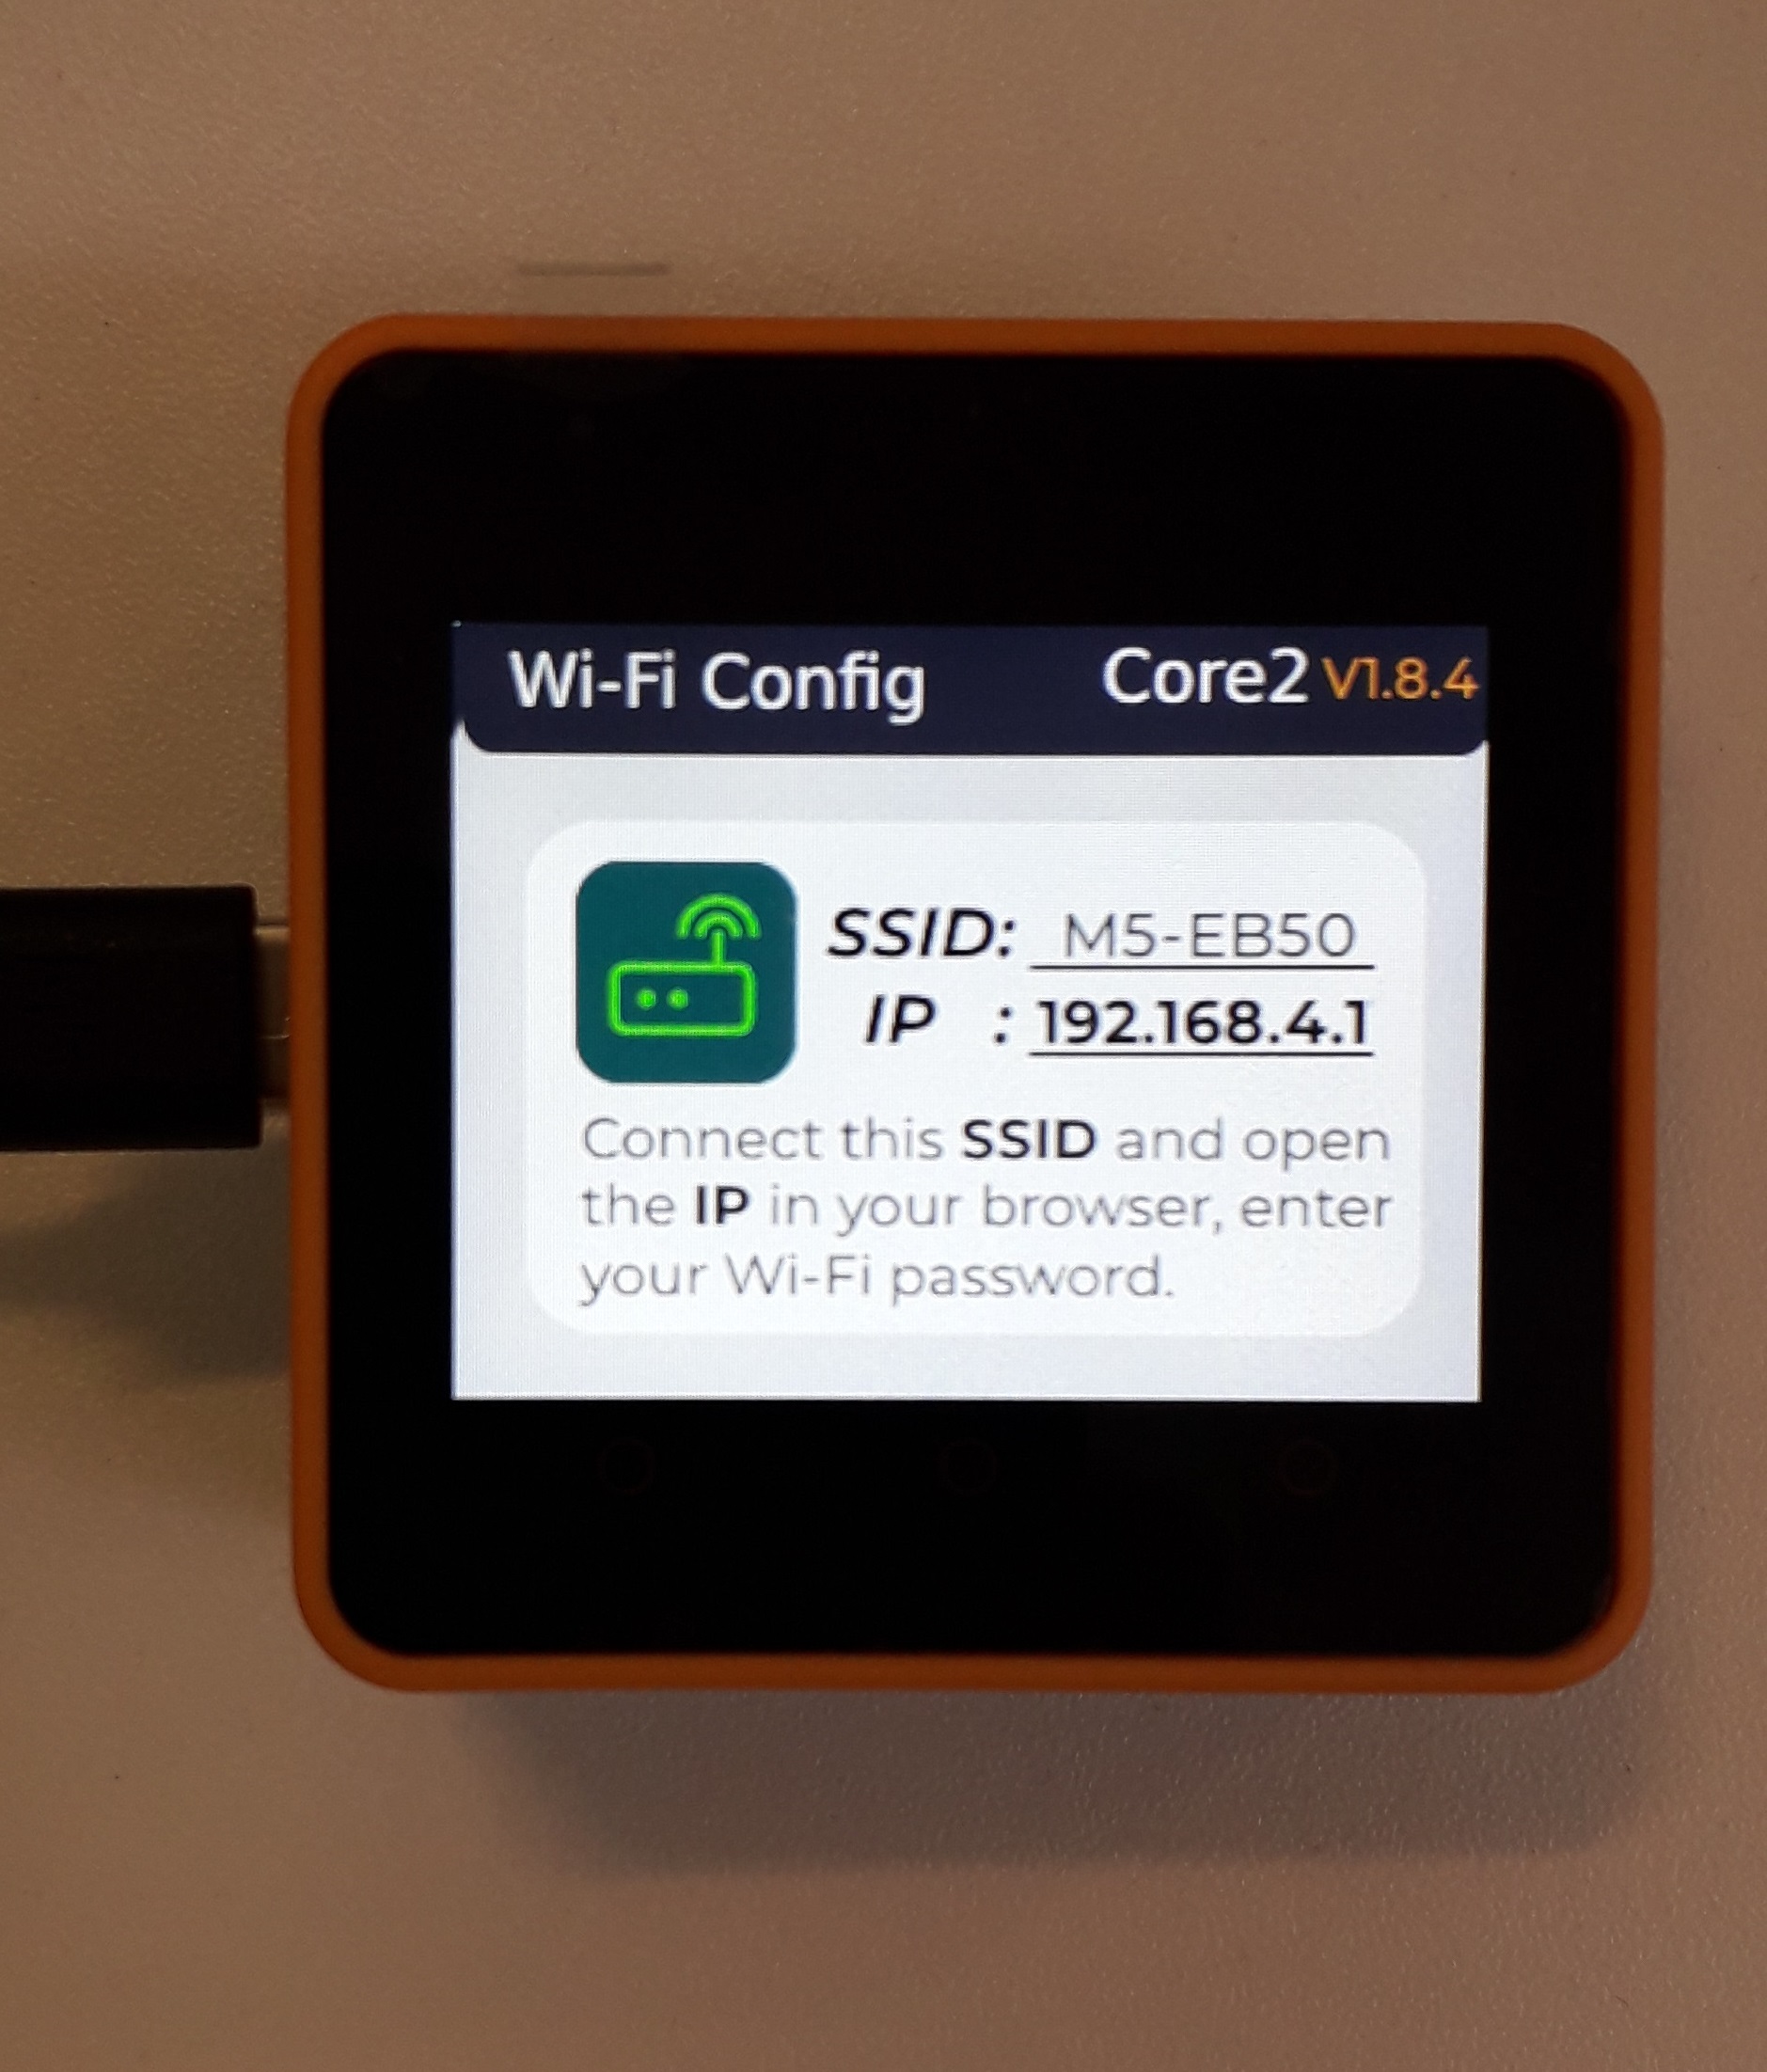 Wi-Fi Config Core2 V1.8.4
SSID: M5-EB50
IP : 192.168.4.1
Connect this SSID and open
the IP in your browser, enter
your Wi-Fi password.